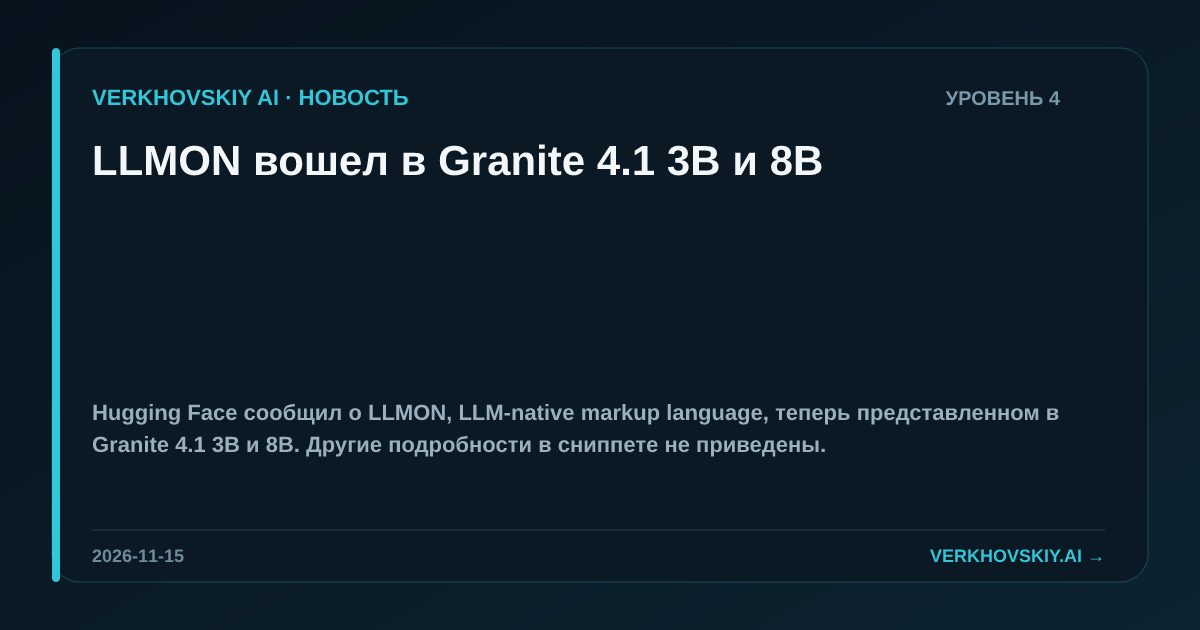 VERKHOVSKIY AI · НОВОСТЬ
УРОВЕНЬ 4
LLMON вошел в Granite 4.1 3B и 8B
Hugging Face сообщил о LLMON, LLM-native markup language, теперь представленном в
Granite 4.1 3B и 8B. Другие подробности в сниппете не приведены.
2026-11-15
VERKHOVSKIY.AI →